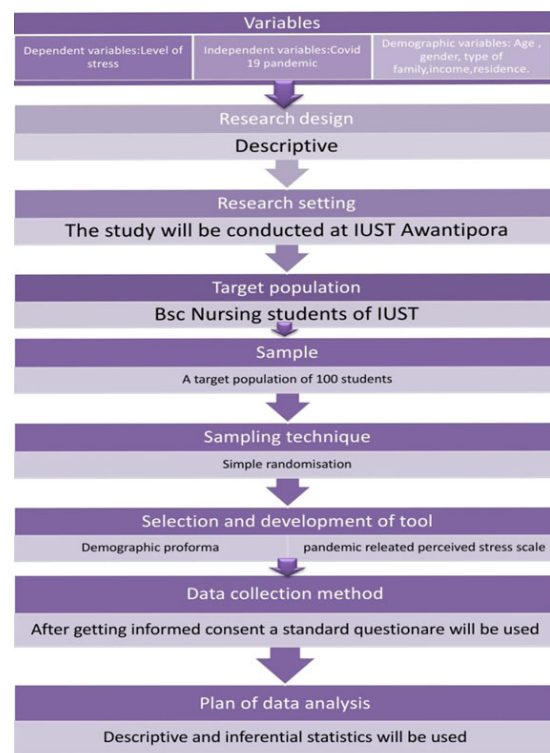 Variables
Dependent variables:Level of
stress
Independent variables:Covid
19 pandemic
Demographic variables: Age ,
gender, type of
family,income,residence.
Research design
Descriptive
Research setting
The study will be conducted at IUST Awantipora
Target population
Bsc Nursing students of IUST
Sample
A target population of 100 students
Sampling technique
Simple randomisation
Selection and development of tool
Demographic proforma
pandemic releated perceived stress scale
Data collection method
After getting informed consent a standard questionare will be used
Plan of data analysis
Descriptive and inferential statistics will be used